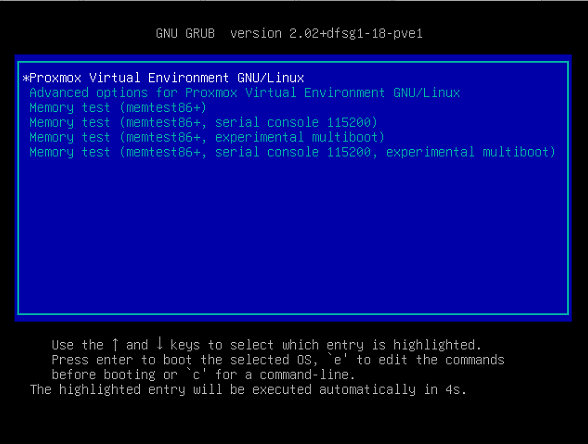 GNU GRUB  version 2.02+dfsg1-18-pve1
*Proxmox Virtual Environment GNU/Linux
Advanced options for Proxmox Virtual Environment GNU/Linux
Memory test (memtest86+)
Memory test (memtest86+, serial console 115200)
Memory test (memtest86+, experimental multiboot)
Memory test (memtest86+, serial console 115200, experimental multiboot)
Use the ↑ and ↓ keys to select which entry is highlighted.
Press enter to boot the selected OS, `e' to edit the commands
before booting or `c' for a command-line.
The highlighted entry will be executed automatically in 4s.